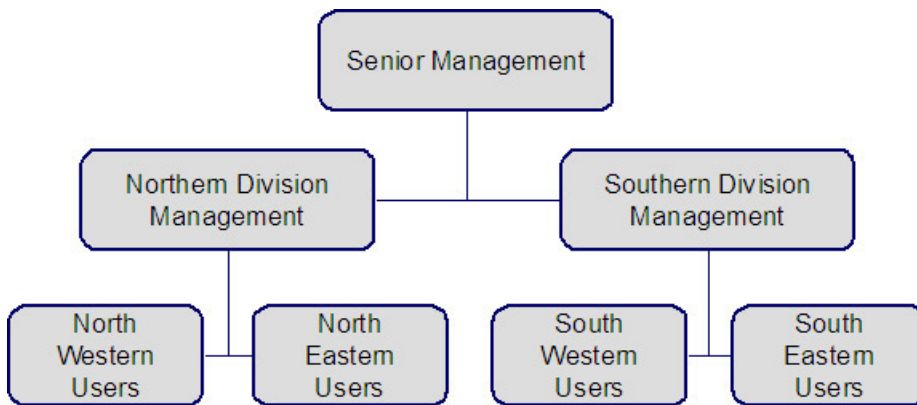 Senior Management
Northern Division
Management
Southern Division
Management
North
Western
Users
North
Eastern
Users
South
Western
Users
South
Eastern
Users